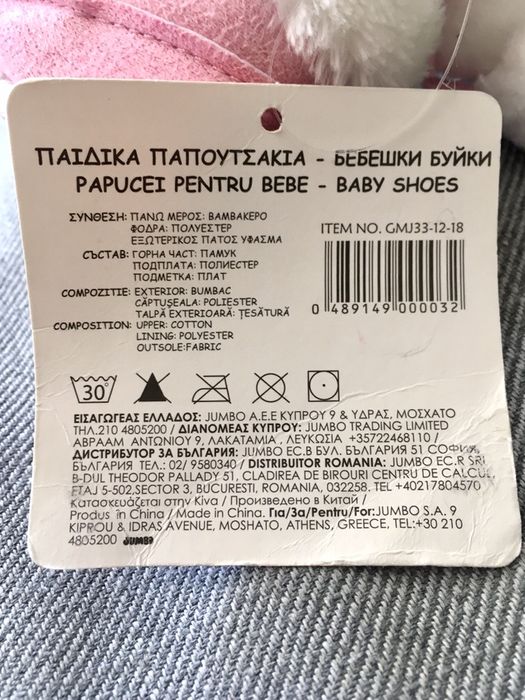 ΠΑΙΔΙΚΑ ΠΑΠΟΥΤΣΑΚΙΑ - БЕБЕШКИ БУЙКИ
PAPUCEI PENTRU BEBE - BABY SHOES
ΣΥΝΘΕΣΗ: ΠΑΝΩ ΜΕΡΟΣ: ΒΑΜΒΑΚΕΡΟ
ΦΟΔΡΑ: ΠΟΛΥΕΣΤΕΡ
ΕΞΩΤΕΡΙΚΟΣ ΠΑΤΟΣ ΥΦΑΣΜΑ
СЪСТАВ: ГОРНА ЧАСТ: ПАМУК
ПОДПЛАТА: ПОЛИЕСТЕР
ПОДМЕТКА: ПЛАТ
COMPOZITIE: EXTERIOR: BUMBAC
CĂPTUȘEALA: POLIESTER
TALPĂ EXTERIOARĂ: ȚESĂTURĂ
COMPOSITION: UPPER: COTTON
LINING: POLYESTER
OUTSOLE:FABRIC
ITEM NO. GMJ33-12-18
0 489149 000032
30°
ΕΙΣΑΓΩΓΕΑΣ ΕΛΛΑΔΟΣ: JUMBO Α.Ε.Ε ΚΥΠΡΟΥ 9 & ΥΔΡΑΣ, ΜΟΣΧΑΤΟ
ΤΗΛ.210 4805200 / ΔΙΑΝΟΜΕΑΣ ΚΥΠΡΟΥ: JUMBO TRADING LIMITED
ΑΒΡΑΑΜ ΑΝΤΩΝΙΟΥ 9, ΛΑΚΑΤΑΜΙΑ , ΛΕΥΚΩΣΙΑ +35722468110 /
ДИСТРИБУТОР ЗА БЪЛГАРИЯ: JUMBO EC.B БУЛ. БЪЛГАРИЯ 51 СОФИЯ,
БЪЛГАРИЯ ТЕЛ.: 02/ 9580340 / DISTRIBUITOR ROMANIA: JUMBO EC.R SRL
B-DUL THEODOR PALLADY 51, CLADIREA DE BIROURI CENTRU DE CALCUL
ETAJ 5-502,SECTOR 3, BUCURESTI, ROMANIA, 032258. TEL +40217804570
Κατασκευάζεται στην Κίνα / Произведено в Китай /
Produs in China / Made in China. Για/За/Pentru/For:JUMBO S.A. 9
KIPROU & IDRAS AVENUE, MOSHATO, ATHENS, GREECE, TEL:+30 210
4805200 JUMBO